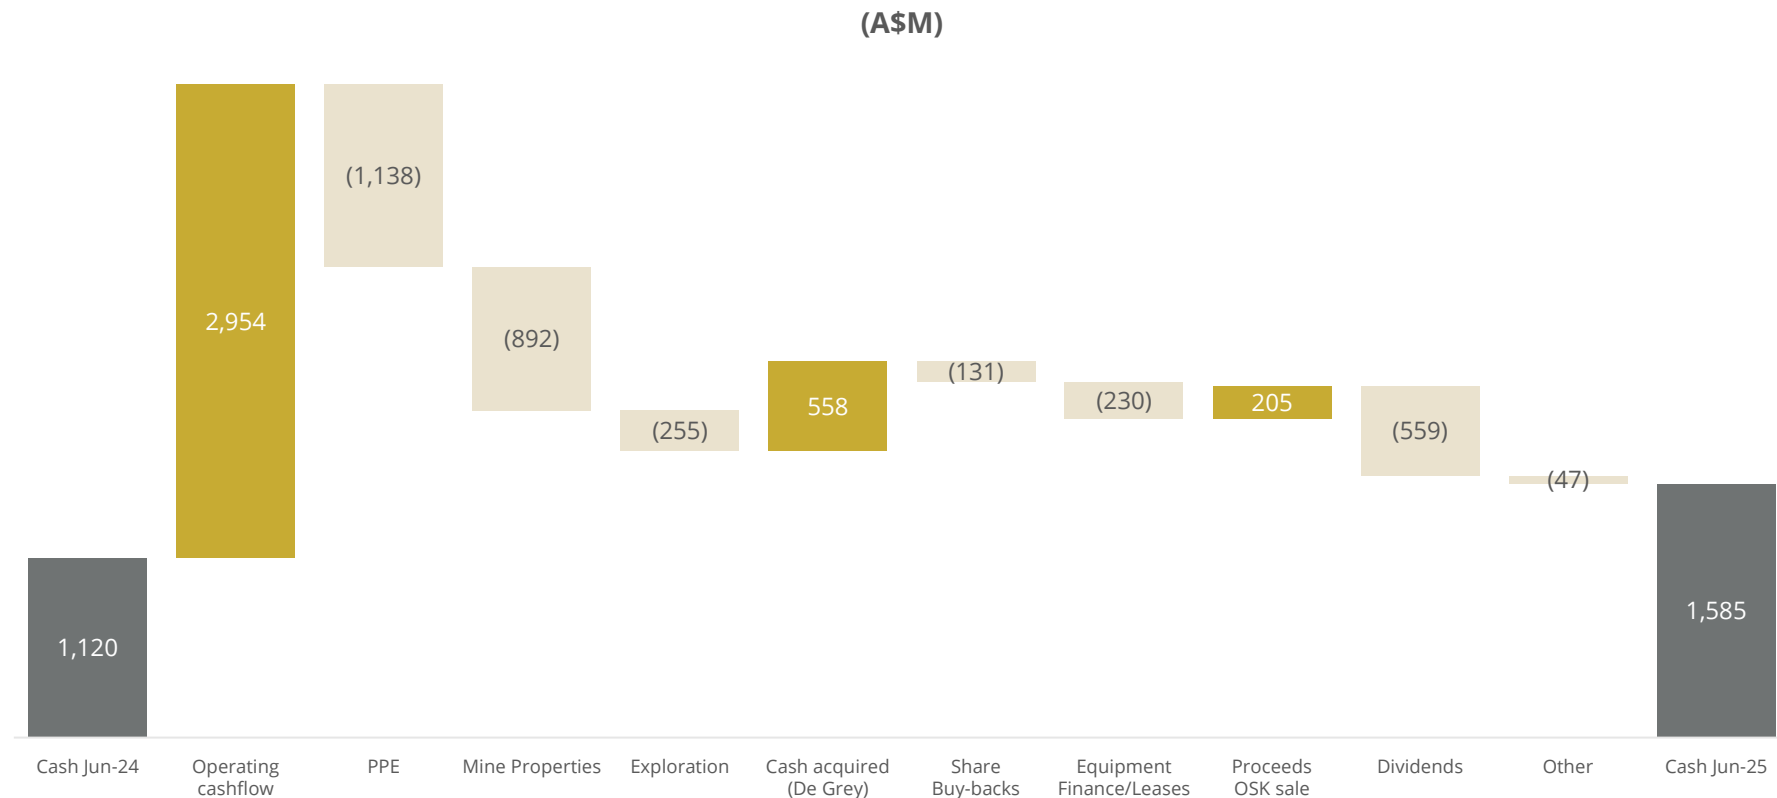 (A$M)
1,120
2,954
(1,138)
(892)
(255)
558
(131)
(230)
205
(559)
(47)
1,585
Cash Jun-24
Operating
cashflow
PPE
Mine Properties
Exploration
Cash acquired
(De Grey)
Share
Buy-backs
Equipment
Finance/Leases
Proceeds
OSK sale
Dividends
Other
Cash Jun-25